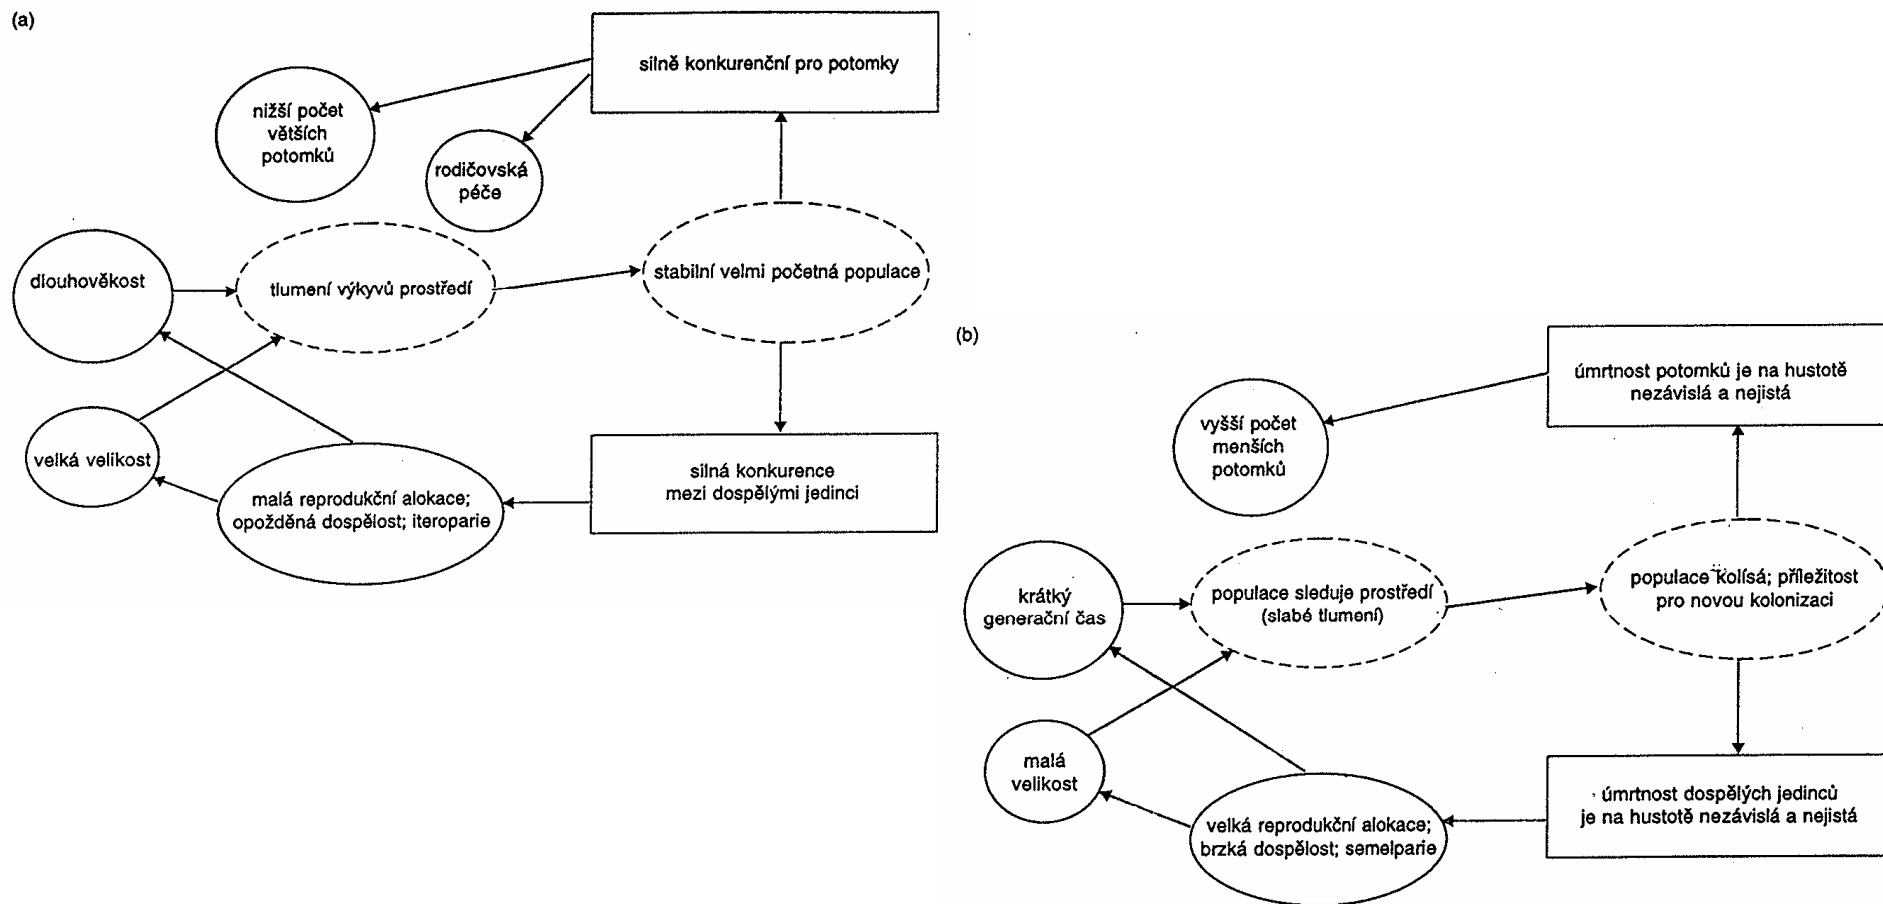 (a)
silně konkurenční pro potomky
nižší počet
větších
potomků
rodičovská
péče
dlouhověkost
tlumení výkyvů prostředí
stabilní velmi početná populace
velká velikost
malá reprodukční alokace;
opožděná dospělost; iteroparie
silná konkurence
mezi dospělými jedinci
(b)
úmrtnost potomků je na hustotě
nezávislá a nejistá
vyšší počet
menších
potomků
krátký
generační čas
populace sleduje prostředí
(slabé tlumení)
populace kolísá; příležitost
pro novou kolonizaci
malá
velikost
velká reprodukční alokace;
brzká dospělost; semelparie
úmrtnost dospělých jedinců
je na hustotě nezávislá a nejistá